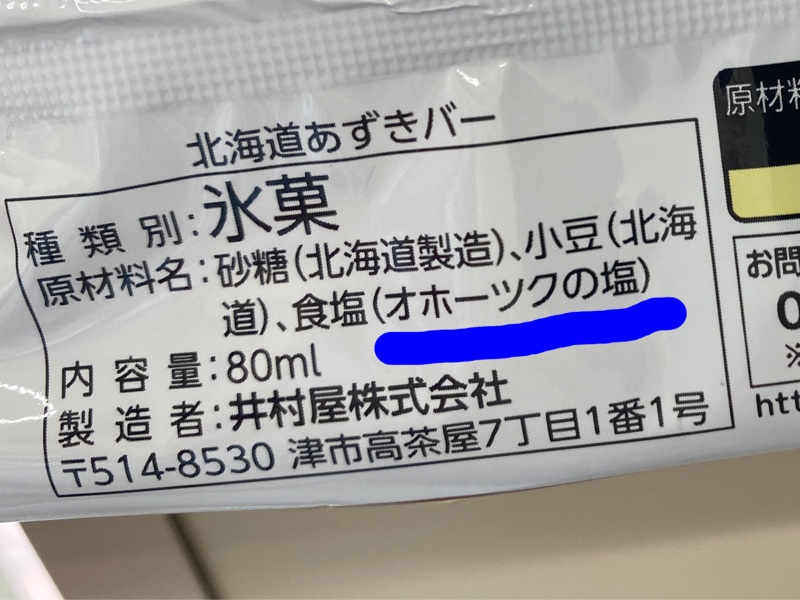 北海道あずきバー
種類別:氷菓
原材料名:砂糖(北海道製造)、小豆(北海
道)、食塩(オホーツクの塩)
内容量:80ml
製造者:井村屋株式会社
〒514-8530 津市高茶屋7丁目1番1号
原材料
お問
0
※
htt